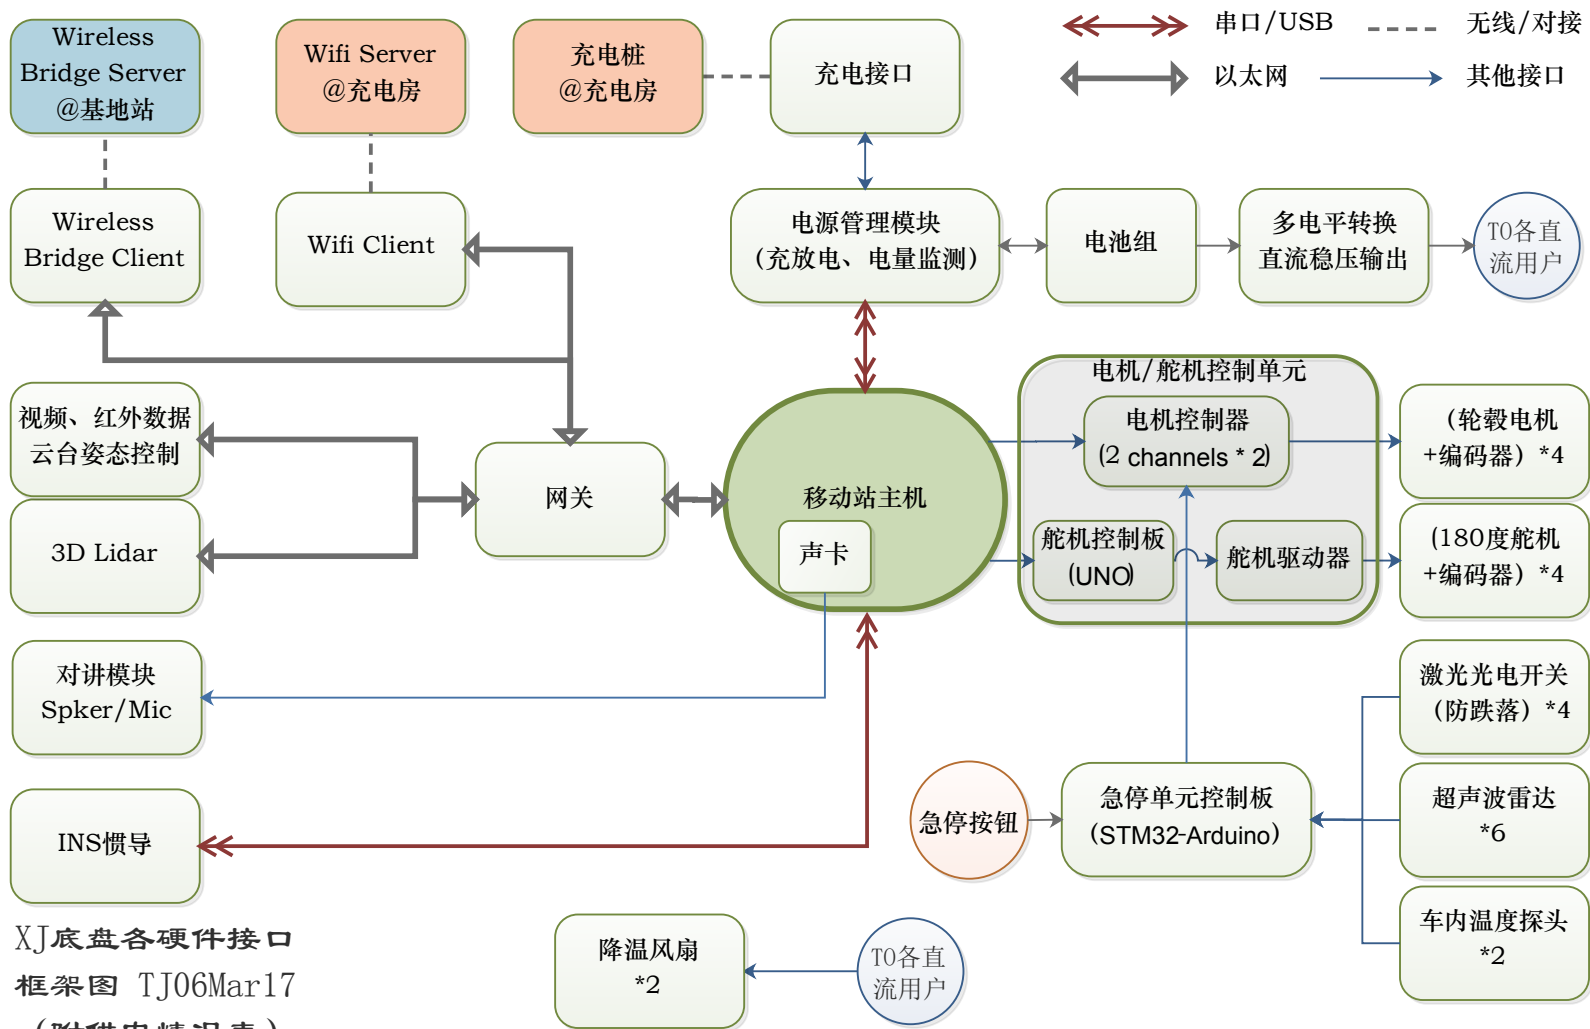 Wireless
Bridge Server
@基地站
Wifi Server
@充电房
充电桩
@充电房
充电接口
串口/USB
无线/对接
以太网
其他接口
Wireless
Bridge Client
Wifi Client
电源管理模块
(充放电、电量监测)
电池组
多电平转换
直流稳压输出
TO各直
流用户
视频、红外数据
云台姿态控制
3D Lidar
网关
移动站主机
声卡
电机/舵机控制单元
电机控制器
(2 channels * 2)
舵机控制板
(UNO)
舵机驱动器
(轮毂电机
+编码器) *4
(180度舵机
+编码器) *4
对讲模块
Spker/Mic
INS惯导
急停按钮
急停单元控制板
(STM32-Arduino)
激光光电开关
(防跌落) *4
超声波雷达
*6
车内温度探头
*2
降温风扇
*2
TO各直
流用户
XJ底盘各硬件接口
框架图 TJ06Mar17
(附供电情况表)